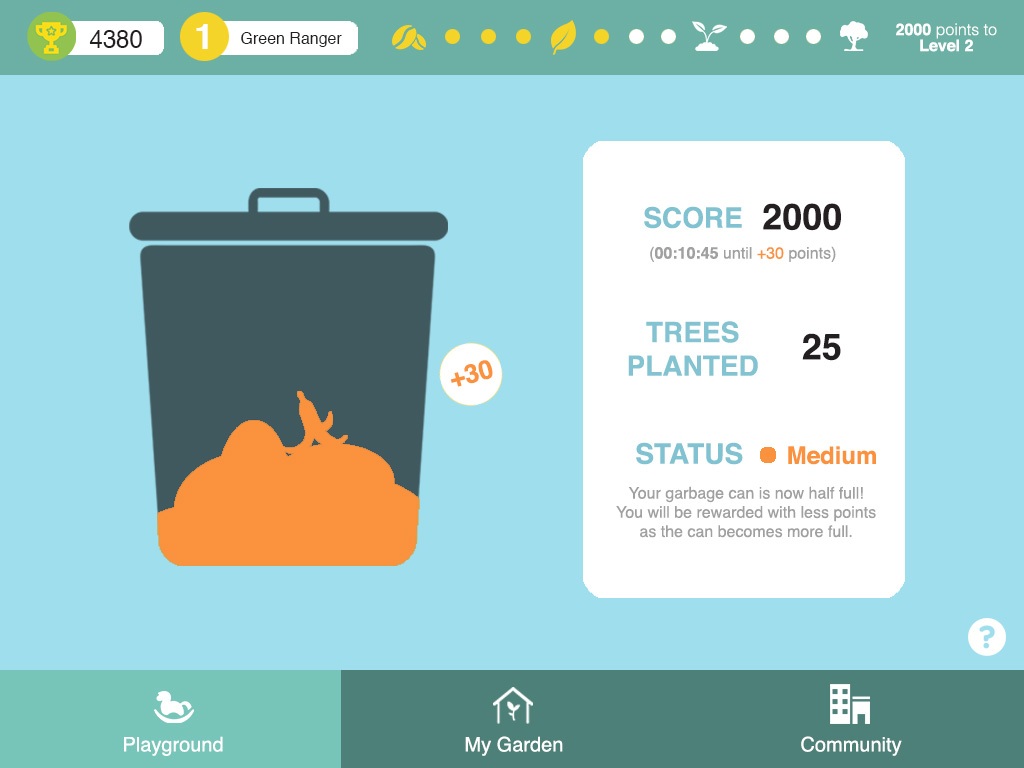 4380
1
Green Ranger
2000 points to
Level 2
SCORE 2000
(00:10:45 until +30 points)
+30
TREES
PLANTED
25
STATUS Medium
Your garbage can is now half full!
You will be rewarded with less points
as the can becomes more full.
?
Playground
My Garden
Community